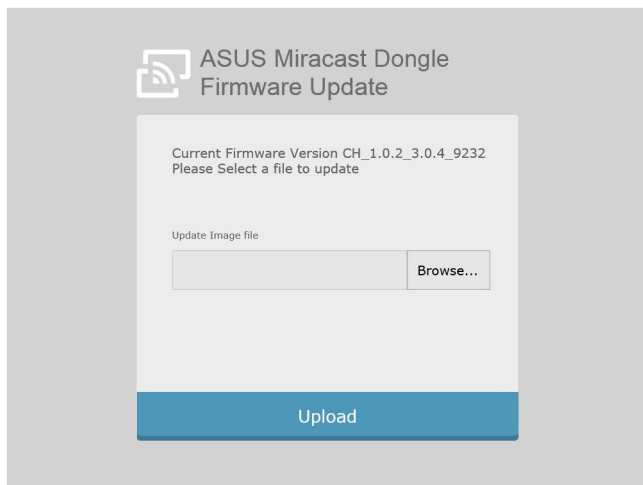 ASUS Miracast Dongle
Firmware Update
Current Firmware Version CH_1.0.2_3.0.4_9232
Please Select a file to update
Update Image file
Browse...
Upload